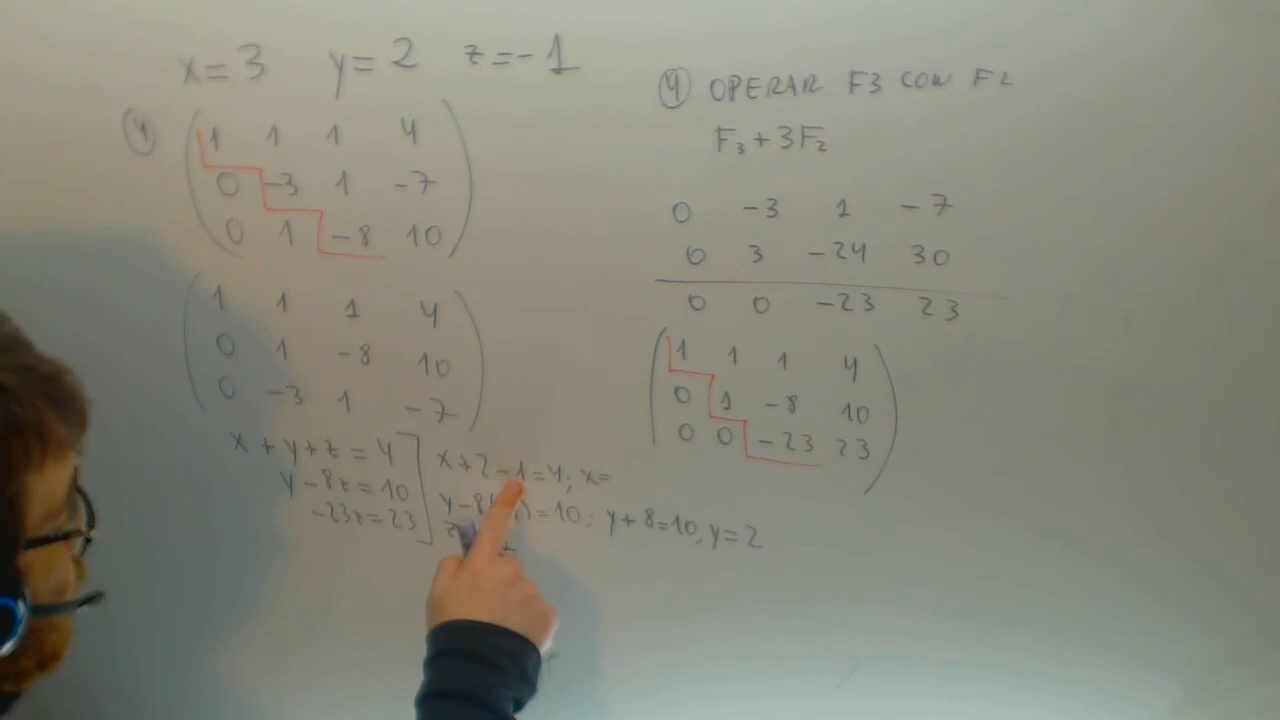 x=3 y=2 z=-1
④
1 1 1 4
0 -3 1 -7
0 1 -8 10
1 1 1 4
0 1 -8 10
0 -3 1 -7
x+y+z=4
y-8z=10
-23z=23
x+2-1=4; x=
=10; y+8=10, y=2
④ OPERAR F3 CON F2
F₃+3F₂
0 -3 1 -7
0 3 -24 30
0 0 -23 23
1 1 1 4
0 1 -8 10
0 0 -23 23